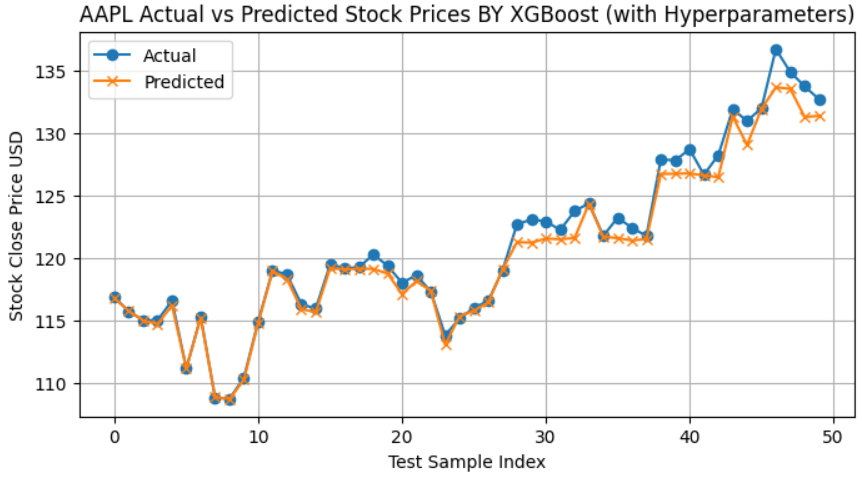 AAPL Actual vs Predicted Stock Prices BY XGBoost (with Hyperparameters)
Actual
Predicted
Stock Close Price USD
135
130
125
120
115
110
0 10 20 30 40 50
Test Sample Index